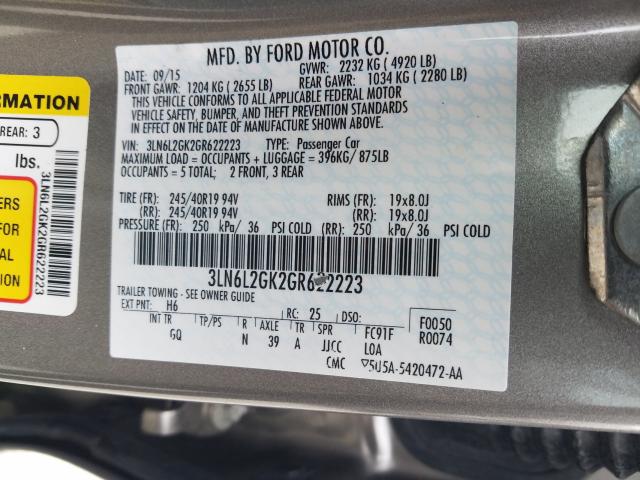 MFD. BY FORD MOTOR CO.
DATE: 09/15 GVWR: 2232 KG ( 4920 LB)
FRONT GAWR: 1204 KG ( 2655 LB) REAR GAWR: 1034 KG ( 2280 LB)
THIS VEHICLE CONFORMS TO ALL APPLICABLE FEDERAL MOTOR
VEHICLE SAFETY, BUMPER, AND THEFT PREVENTION STANDARDS
IN EFFECT ON THE DATE OF MANUFACTURE SHOWN ABOVE.
VIN: 3LN6L2GK2GR622223 TYPE: Passenger Car
MAXIMUM LOAD = OCCUPANTS + LUGGAGE = 396KG/ 875LB
OCCUPANTS = 5 TOTAL; 2 FRONT, 3 REAR
TIRE (FR): 245/40R19 94V RIMS (FR): 19x8.0J
(RR): 245/40R19 94V (RR): 19x8.0J
PRESSURE (FR): 250 kPa/ 36 PSI COLD (RR): 250 kPa/ 36 PSI COLD
3LN6L2GK2GR622223
TRAILER TOWING - SEE OWNER GUIDE
EXT PNT: H6 RC: 25 DSO: F0050
INT TR TP/PS R AXLE TR SPR FC91F R0074
GQ N 39 A JJCC LOA
CMC ▽5U5A-5420472-AA
ORMATION
REAR: 3
lbs.
ERS
FOR
AL
N
3LN6L2GK2GR622223